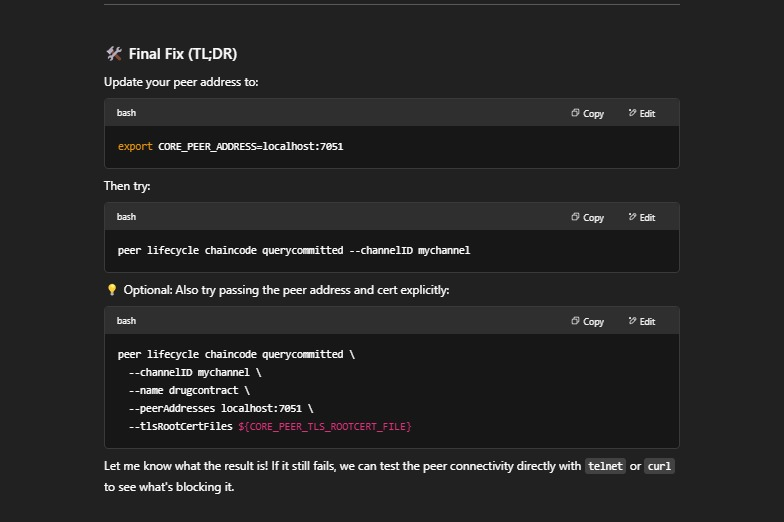 🛠️ Final Fix (TL;DR)
Update your peer address to:
bash Copy Edit
export CORE_PEER_ADDRESS=localhost:7051
Then try:
bash Copy Edit
peer lifecycle chaincode querycommitted --channelID mychannel
💡 Optional: Also try passing the peer address and cert explicitly:
bash Copy Edit
peer lifecycle chaincode querycommitted \
  --channelID mychannel \
  --name drugcontract \
  --peerAddresses localhost:7051 \
  --tlsRootCertFiles ${CORE_PEER_TLS_ROOTCERT_FILE}
Let me know what the result is! If it still fails, we can test the peer connectivity directly with telnet or curl
to see what's blocking it.